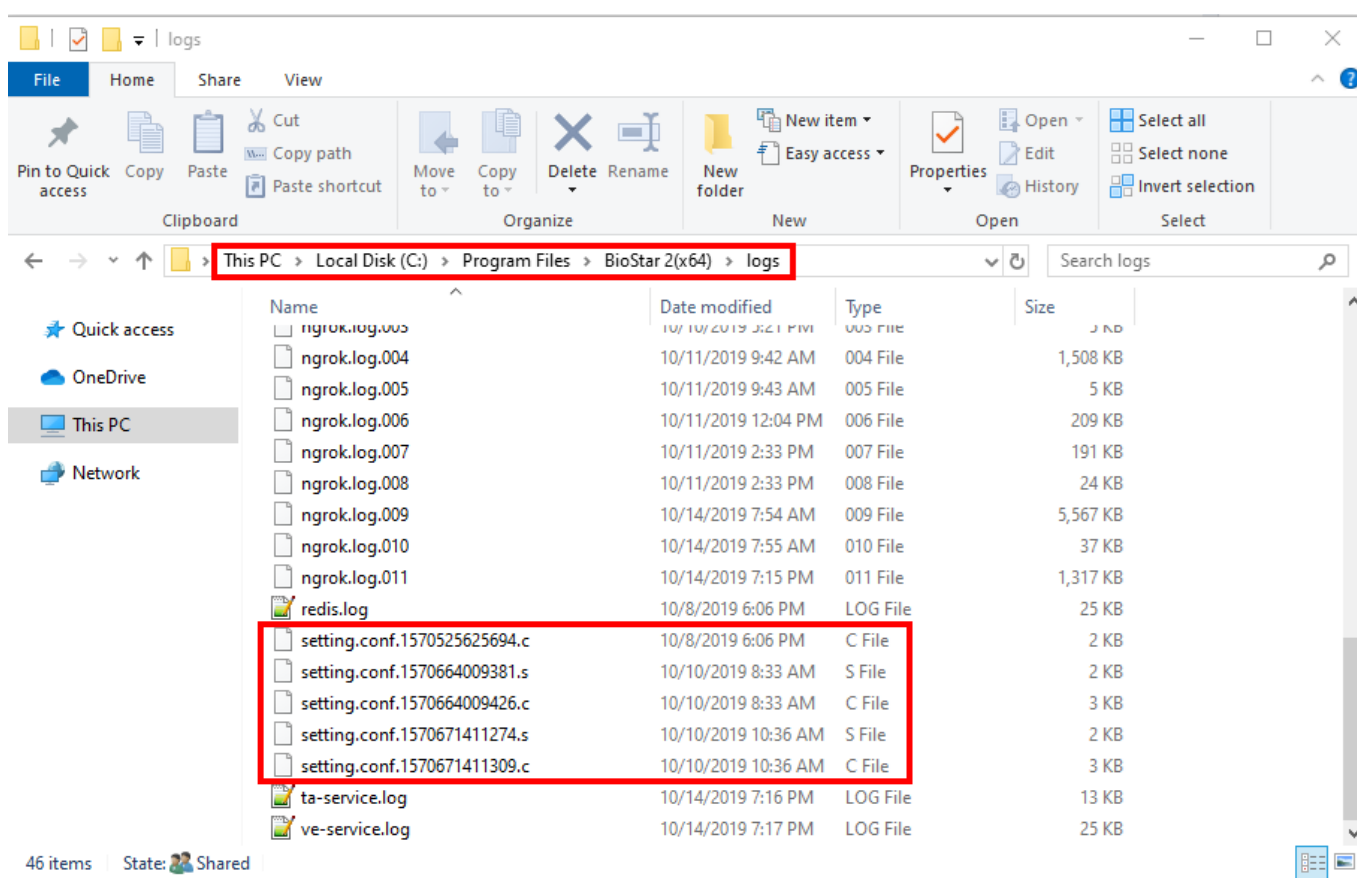 logs
File Home Share View
Pin to Quick access
Copy
Paste
Cut
Copy path
Paste shortcut
Clipboard
Move to
Copy to
Delete
Rename
Organize
New folder
New item
Easy access
New
Properties
Open
Edit
History
Open
Select all
Select none
Invert selection
Select
This PC > Local Disk (C:) > Program Files > BioStar 2(x64) > logs
Search logs
Quick access
OneDrive
This PC
Network
Name Date modified Type Size
ngrok.log.003 10/10/2019 3:21 PM 003 File
ngrok.log.004 10/11/2019 9:42 AM 004 File 1,508 KB
ngrok.log.005 10/11/2019 9:43 AM 005 File 5 KB
ngrok.log.006 10/11/2019 12:04 PM 006 File 209 KB
ngrok.log.007 10/11/2019 2:33 PM 007 File 191 KB
ngrok.log.008 10/11/2019 2:33 PM 008 File 24 KB
ngrok.log.009 10/14/2019 7:54 AM 009 File 5,567 KB
ngrok.log.010 10/14/2019 7:55 AM 010 File 37 KB
ngrok.log.011 10/14/2019 7:15 PM 011 File 1,317 KB
redis.log 10/8/2019 6:06 PM LOG File 25 KB
setting.conf.1570525625694.c 10/8/2019 6:06 PM C File 2 KB
setting.conf.1570664009381.s 10/10/2019 8:33 AM S File 2 KB
setting.conf.1570664009426.c 10/10/2019 8:33 AM C File 3 KB
setting.conf.1570671411274.s 10/10/2019 10:36 AM S File 2 KB
setting.conf.1570671411309.c 10/10/2019 10:36 AM C File 3 KB
ta-service.log 10/14/2019 7:16 PM LOG File 13 KB
ve-service.log 10/14/2019 7:17 PM LOG File 25 KB
46 items State: Shared